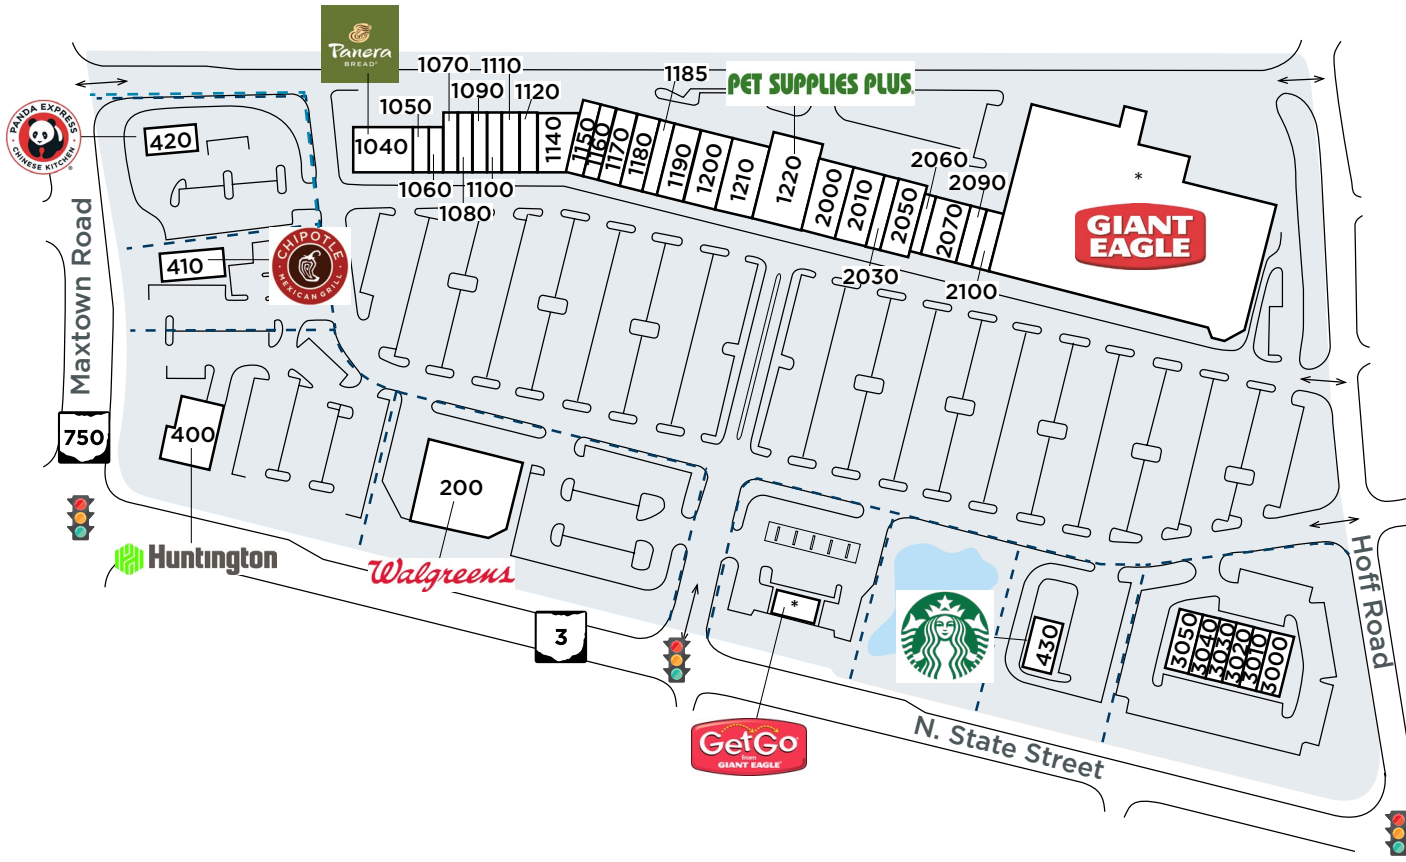 Panera
BREAD®
1070
1110
1185
PET SUPPLIES PLUS.
1090
1120
1050
PANDA EXPRESS
CHINESE KITCHEN
®
420
1040
1140
1150
1160
1170
1180
1190
1200
1210
1220
2000
2010
2050
2060
2090
2070
1060
1100
1080
2030
2100
*
GIANT
EAGLE
Maxtown Road
410
CHIPOTLE
MEXICAN GRILL
750
400
200
Huntington
Walgreens
3
*
GetGo
from
GIANT EAGLE®
430
3050
3040
3030
3020
3010
3000
Hoff Road
N. State Street